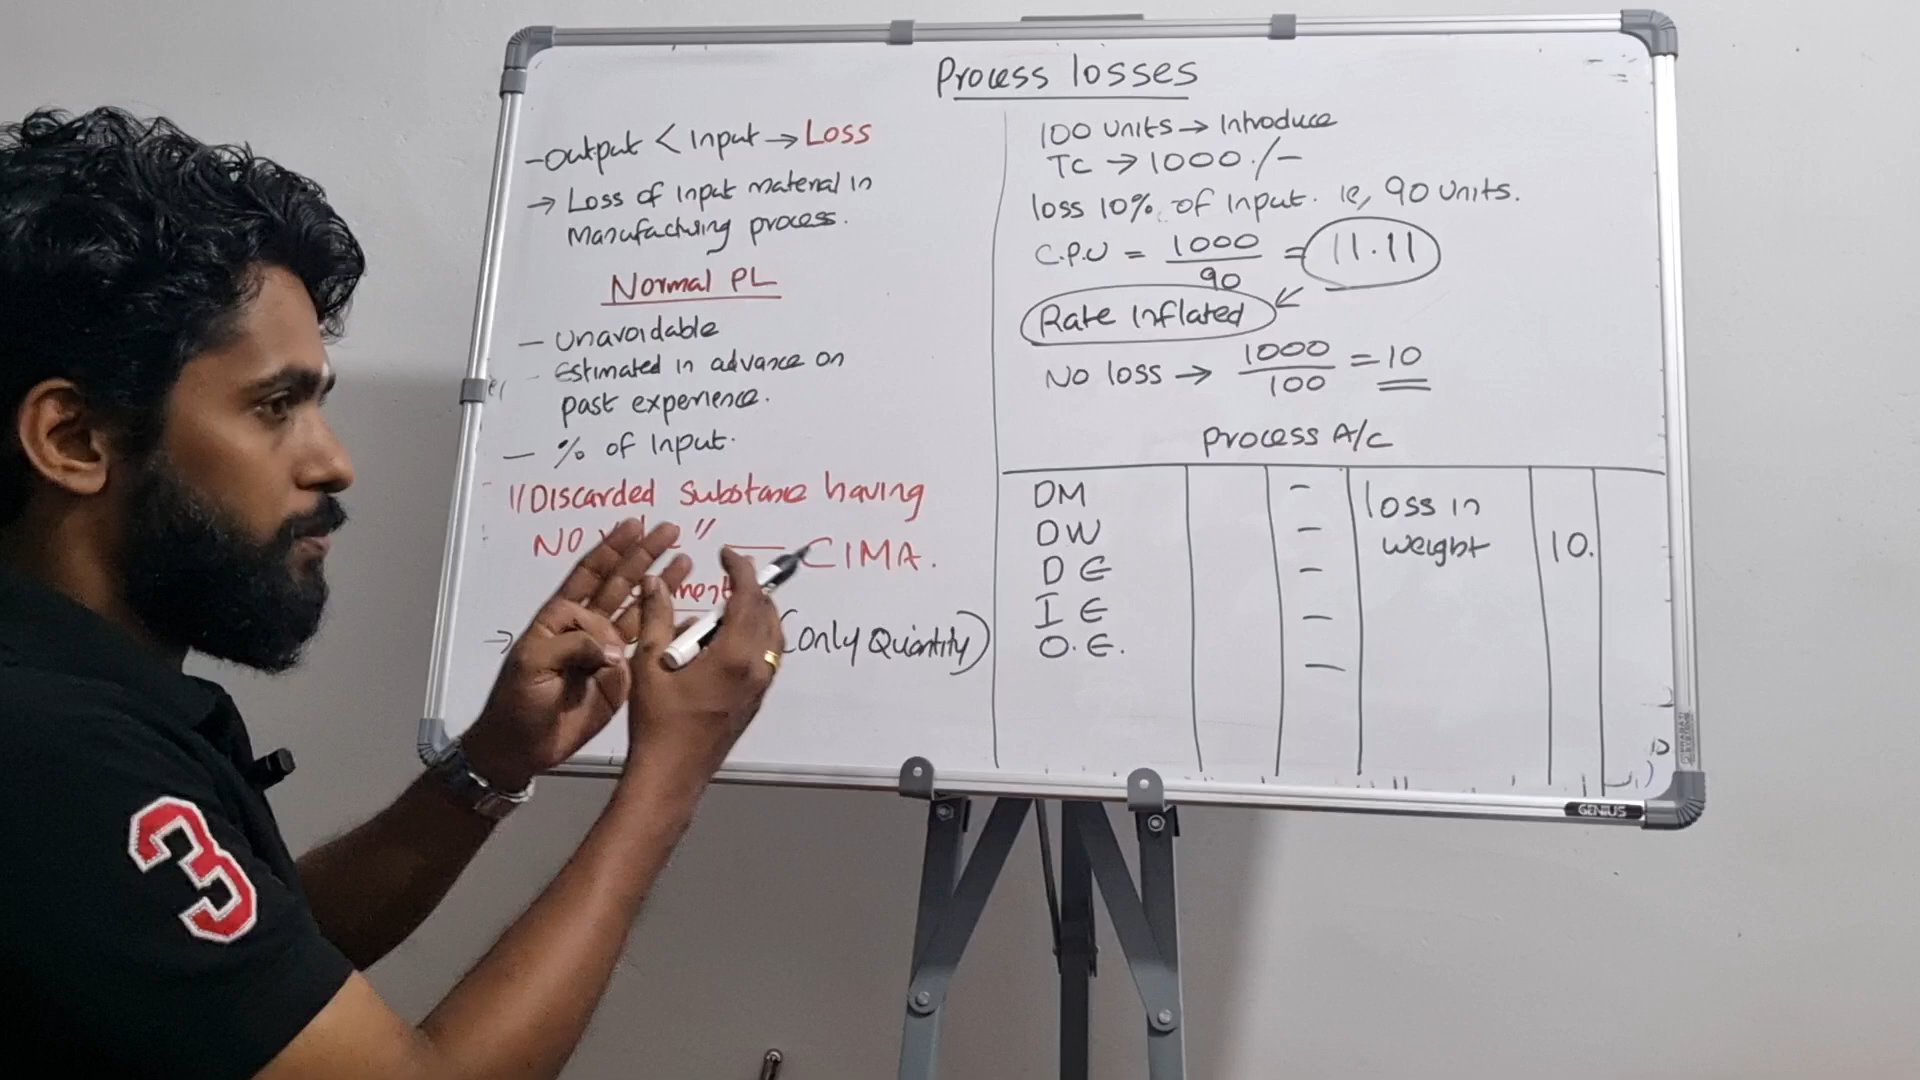 Process losses
-Output < Input → Loss
→ Loss of Input Material in
Manufacturing process.
Normal PL
- Unavoidable
- Estimated in advance on
past experience.
- % of Input.
"Discarded Substance having
NO
" — CIMA.
→ (Only Quantity)
100 Units → Introduce
TC → 1000./-
loss 10% of Input. ie, 90 Units.
C.P.U = 1000/90 = 11.11
Rate Inflated
No loss → 1000/100 = 10
Process A/c
DM - loss in
DW - weight 10.
DE -
IE -
O.E. -
GENIUS
3